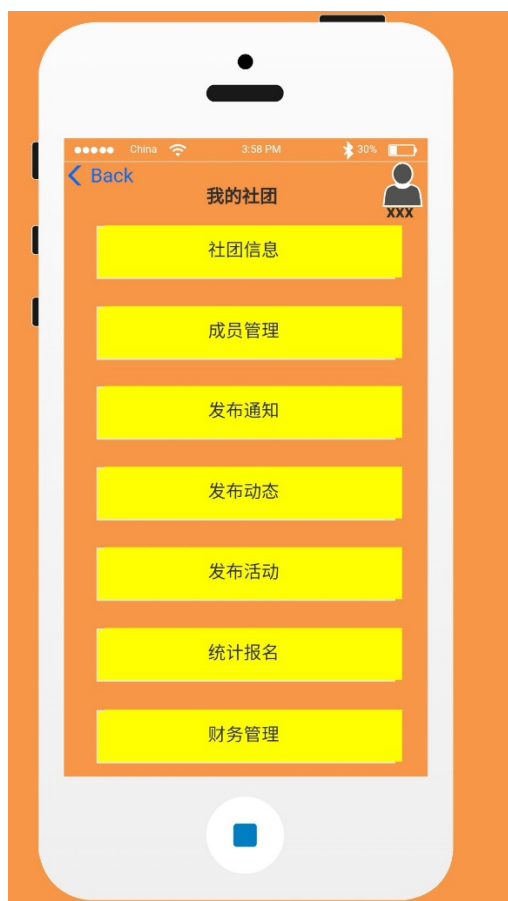 China 3:58 PM 30%
Back
我的社团
xxx
社团信息
成员管理
发布通知
发布动态
发布活动
统计报名
财务管理